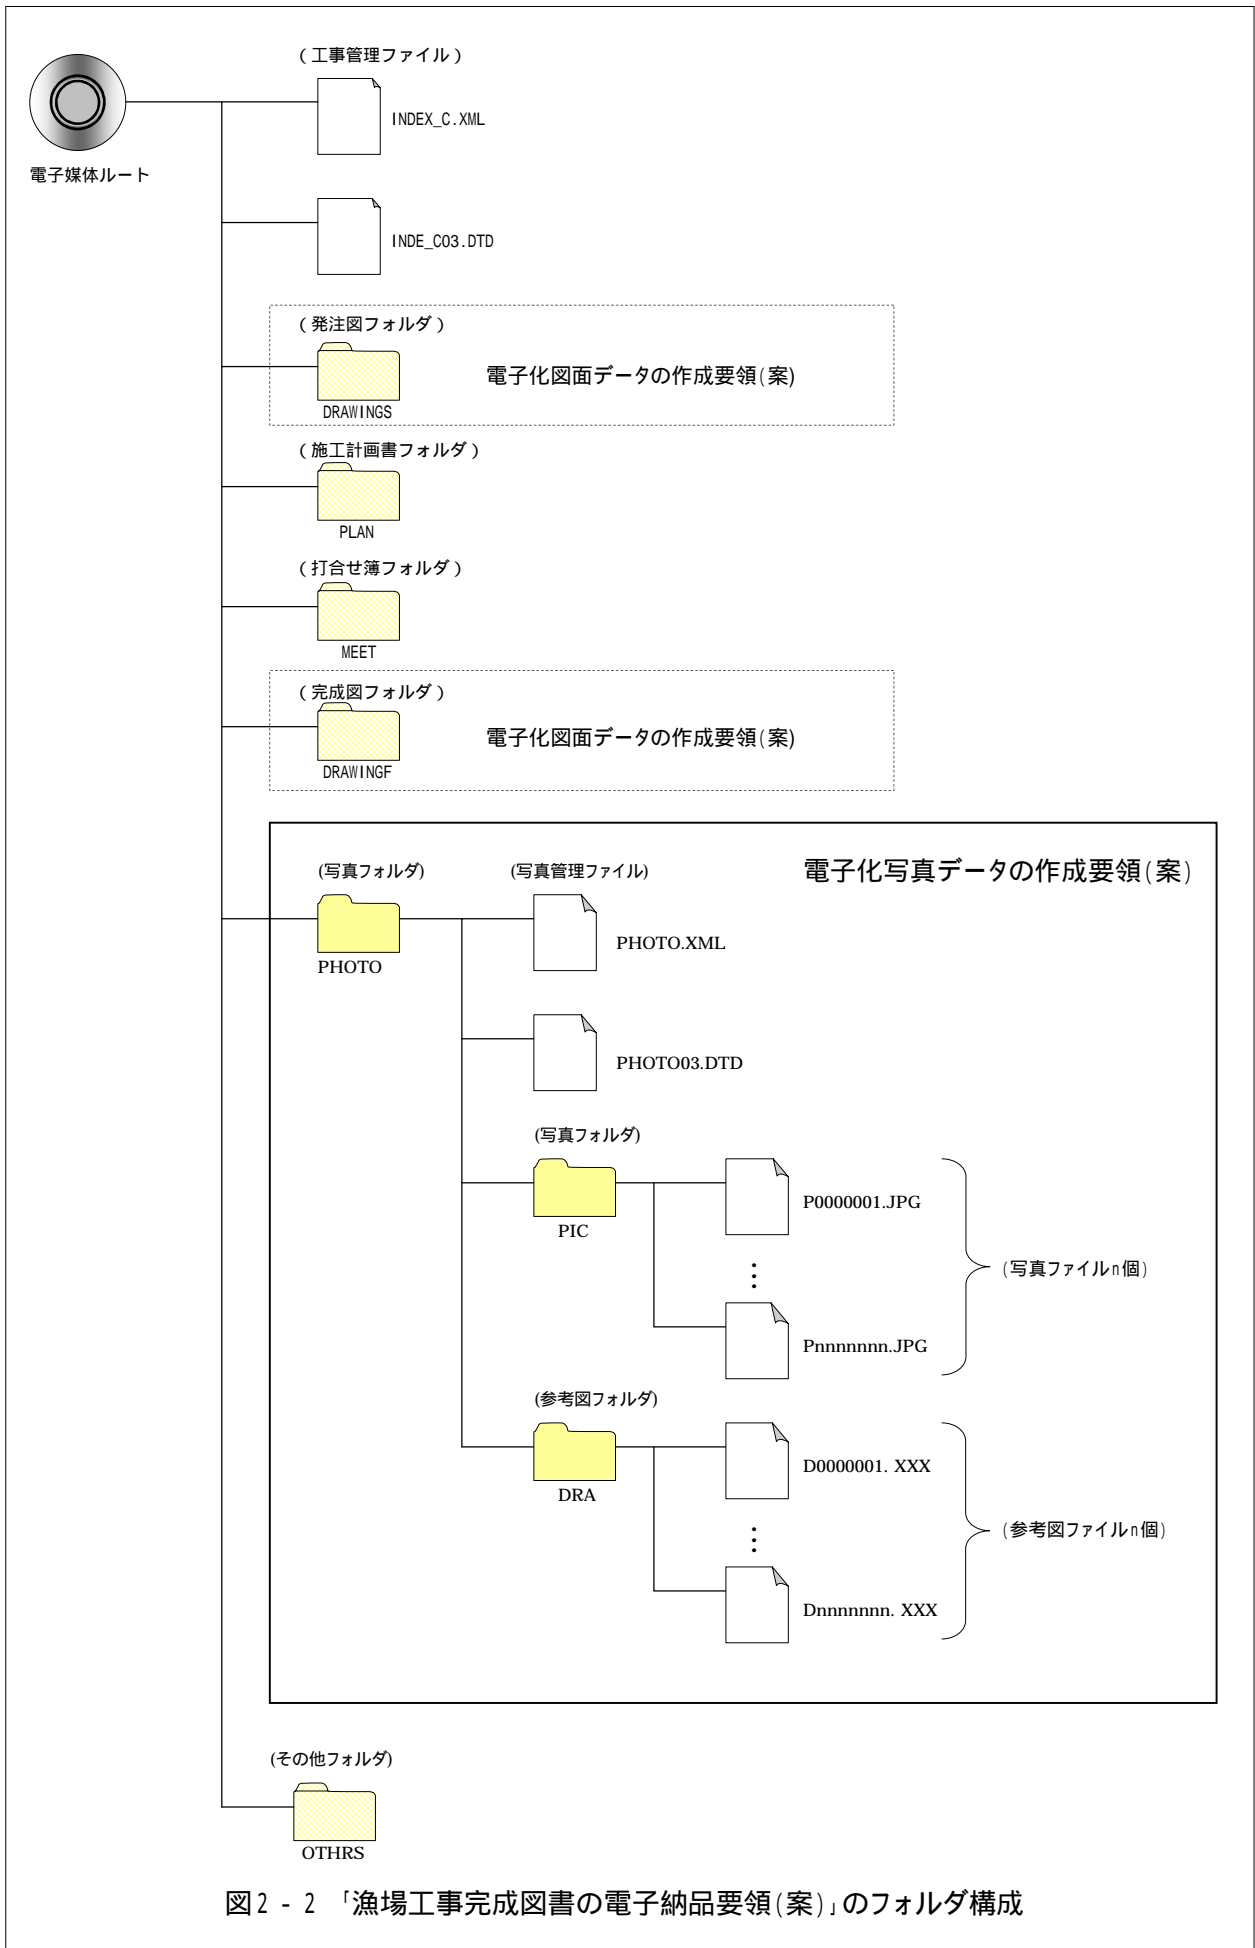 (工事管理ファイル)
INDEX_C.XML
電子媒体ルート
INDE_C03.DTD
(発注図フォルダ)
電子化図面データの作成要領(案)
DRAWINGS
(施工計画書フォルダ)
PLAN
(打合せ簿フォルダ)
MEET
(完成図フォルダ)
電子化図面データの作成要領(案)
DRAWINGF
電子化写真データの作成要領(案)
(写真フォルダ)
(写真管理ファイル)
PHOTO
PHOTO.XML
PHOTO03.DTD
(写真フォルダ)
PIC
P0000001.JPG
⋮
(写真ファイルn個)
Pnnnnnnn.JPG
(参考図フォルダ)
DRA
D0000001. XXX
⋮
(参考図ファイルn個)
Dnnnnnnn. XXX
(その他フォルダ)
OTHRS
図2 - 2 「漁場工事完成図書の電子納品要領(案)」のフォルダ構成